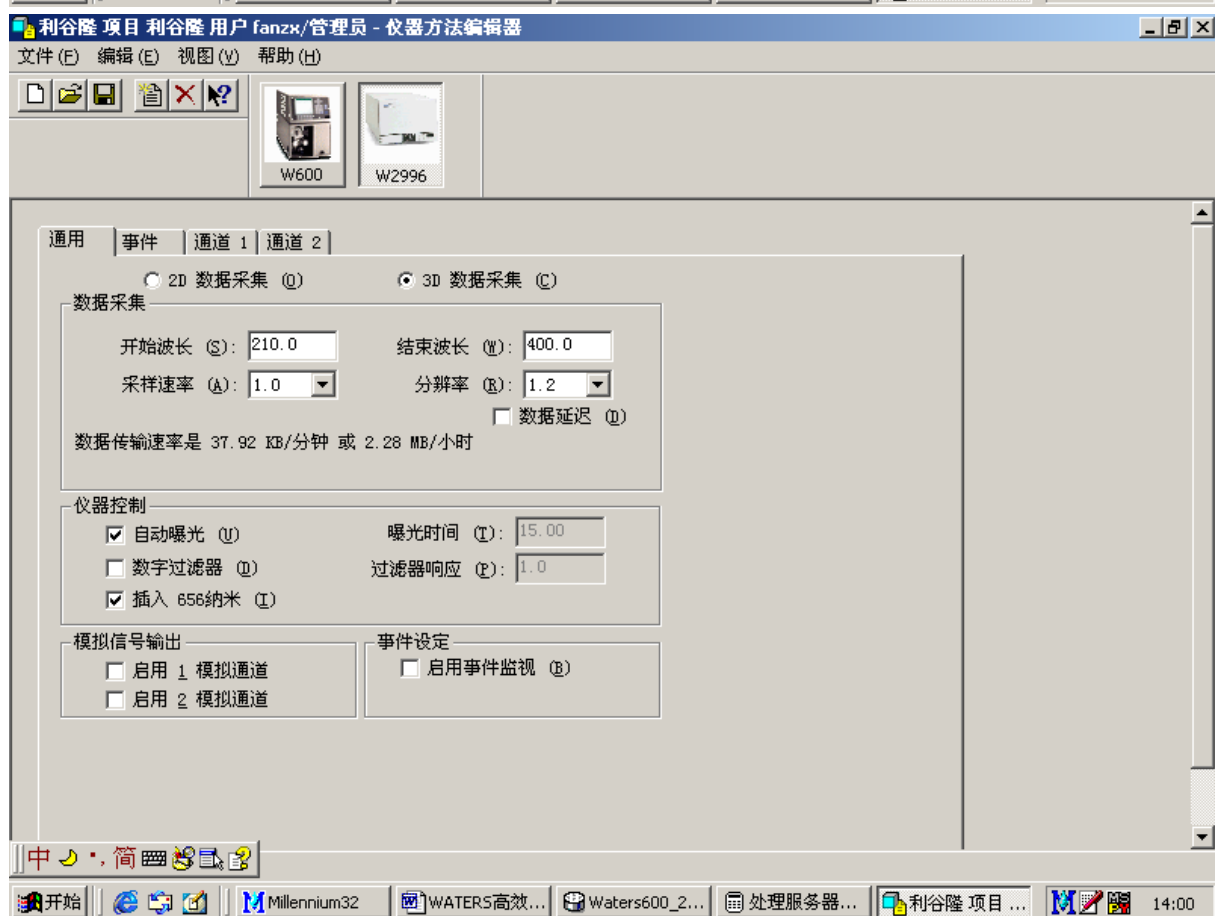 利谷隆 项目 利谷隆 用户 fanzx/管理员 - 仪器方法编辑器
文件(F) 编辑(E) 视图(V) 帮助(H)
W600 W2996
通用 事件 通道 1 通道 2
2D 数据采集 (O) 3D 数据采集 (C)
数据采集
开始波长 (S): 210.0 结束波长 (W): 400.0
采样速率 (A): 1.0 分辨率 (R): 1.2
数据延迟 (D)
数据传输速率是 37.92 KB/分钟 或 2.28 MB/小时
仪器控制
自动曝光 (U) 曝光时间 (T): 15.00
数字过滤器 (D) 过滤器响应 (P): 1.0
插入 656纳米 (I)
模拟信号输出 事件设定
启用 1 模拟通道 启用事件监视 (B)
启用 2 模拟通道
中 简
开始 Millennium32 WATERS高效... Waters600_2... 处理服务器... 利谷隆 项目 ... 14:00